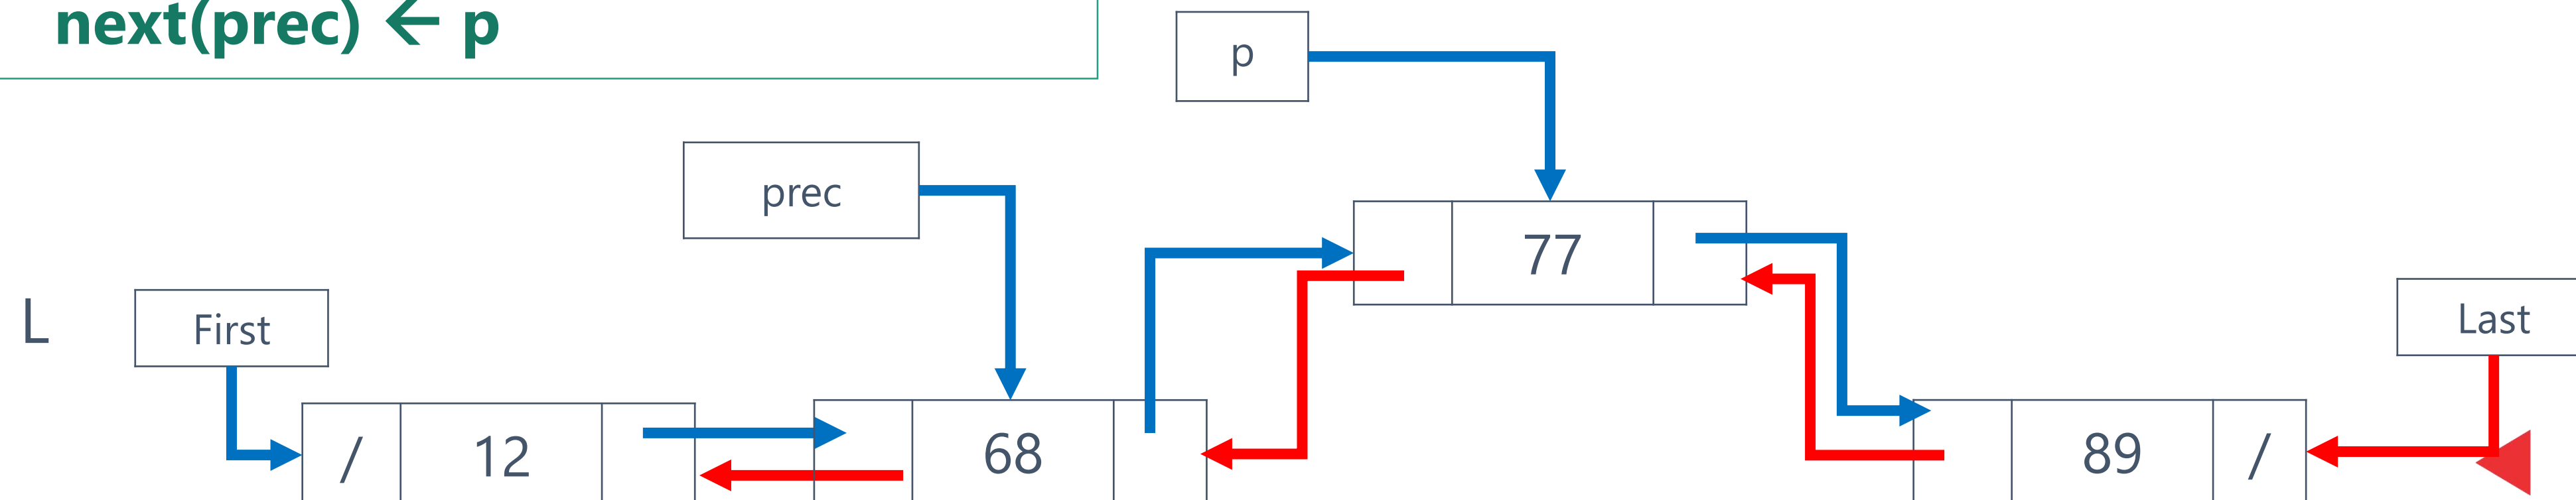 next(prec) ← p
p
prec
77
L
First
Last
/ 12 68 89 /